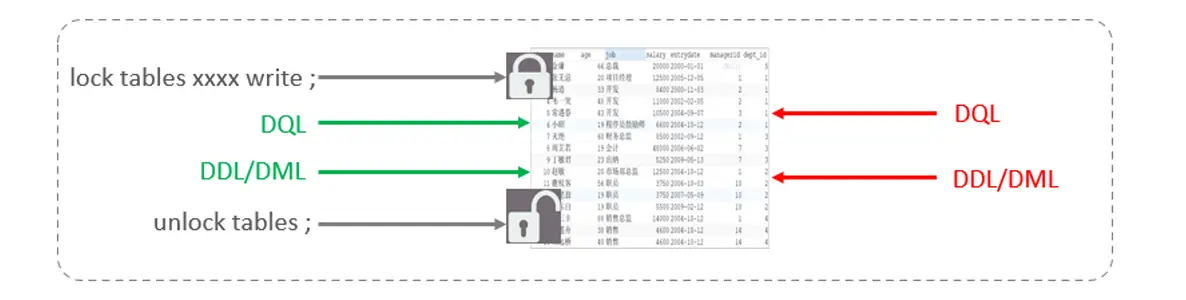 name age job salary entrydate managerid dept_id
lock tables xxxx write ;
金庸 66 总裁 20000 2000-01-01 5
张无忌 20 项目经理 12500 2005-12-05 1 1
杨逍 33 开发 8400 2000-11-03 2 1
韦一笑 48 开发 11000 2002-02-05 2 1
5 常遇春 43 开发 10500 2004-09-07 3 1
DQL
DQL
6 小昭 19 程序员鼓励师 6600 2004-10-12 2 1
7 灭绝 60 财务总监 8500 2002-09-12 1 3
8 周芷若 19 会计 48000 2006-06-02 7 3
9 丁敏君 23 出纳 5250 2009-05-13 7 3
DDL/DML
DDL/DML
10 赵敏 20 市场部总监 12500 2004-10-12 1 2
11 鹿杖客 56 职员 3750 2006-10-03 10 2
19 职员 3750 2007-05-09 10 2
19 职员 5500 2009-02-12 10 2
unlock tables ;
88 销售总监 14000 2004-10-12 1 4
38 销售 4600 2004-10-12 14 4
40 销售 4600 2004-10-12 14 4